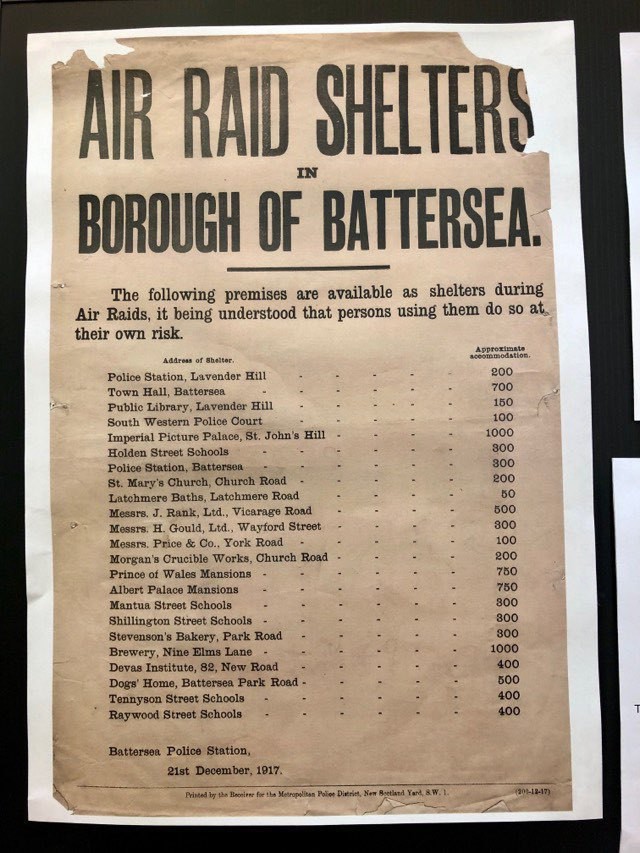 AIR RAID SHELTERS
IN
BOROUGH OF BATTERSEA.
The following premises are available as shelters during
Air Raids, it being understood that persons using them do so at
their own risk.
Address of Shelter. Approximate accommodation.
Police Station, Lavender Hill - - - - - 200
Town Hall, Battersea - - - - - - 700
Public Library, Lavender Hill - - - - - 150
South Western Police Court - - - - - 100
Imperial Picture Palace, St. John's Hill - - - - 1000
Holden Street Schools - - - - - - 300
Police Station, Battersea - - - - - - 300
St. Mary's Church, Church Road - - - - - 200
Latchmere Baths, Latchmere Road - - - - 50
Messrs. J. Rank, Ltd., Vicarage Road - - - - 500
Messrs. H. Gould, Ltd., Wayford Street - - - - 300
Messrs. Price & Co., York Road - - - - - 100
Morgan's Crucible Works, Church Road - - - - 200
Prince of Wales Mansions - - - - - - 750
Albert Palace Mansions - - - - - - 750
Mantua Street Schools - - - - - - 300
Shillington Street Schools - - - - - - 300
Stevenson's Bakery, Park Road - - - - - 300
Brewery, Nine Elms Lane - - - - - - 1000
Devas Institute, 82, New Road - - - - - 400
Dogs' Home, Battersea Park Road - - - - - 500
Tennyson Street Schools - - - - - - 400
Raywood Street Schools - - - - - - 400
Battersea Police Station,
21st December, 1917.
Printed by the Receiver for the Metropolitan Police District, New Scotland Yard, S.W. 1. (201-12-17)
T